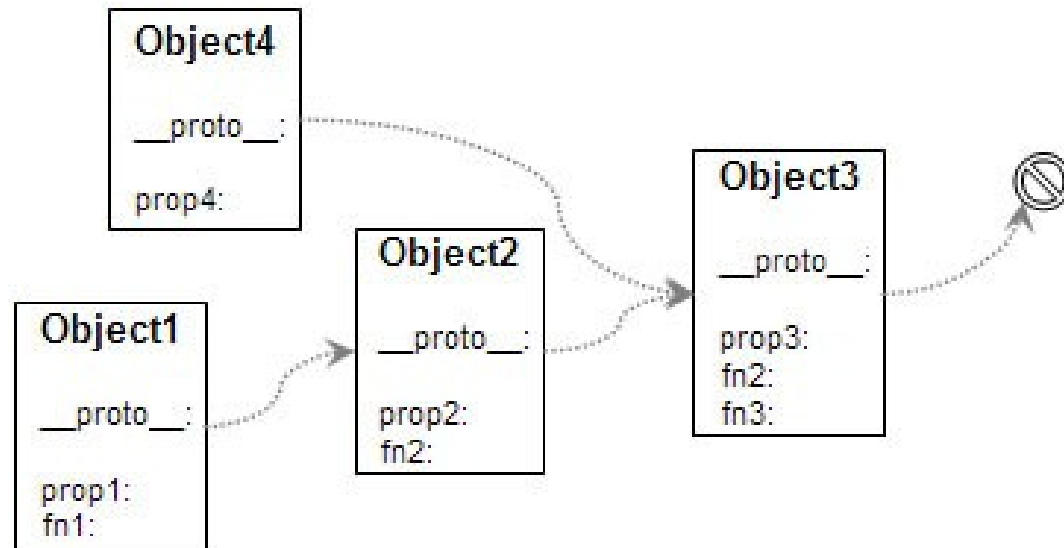 Object4
__proto__:
prop4:
Object3
__proto__:
prop3:
fn2:
fn3:
Object2
__proto__:
prop2:
fn2:
Object1
__proto__:
prop1:
fn1: